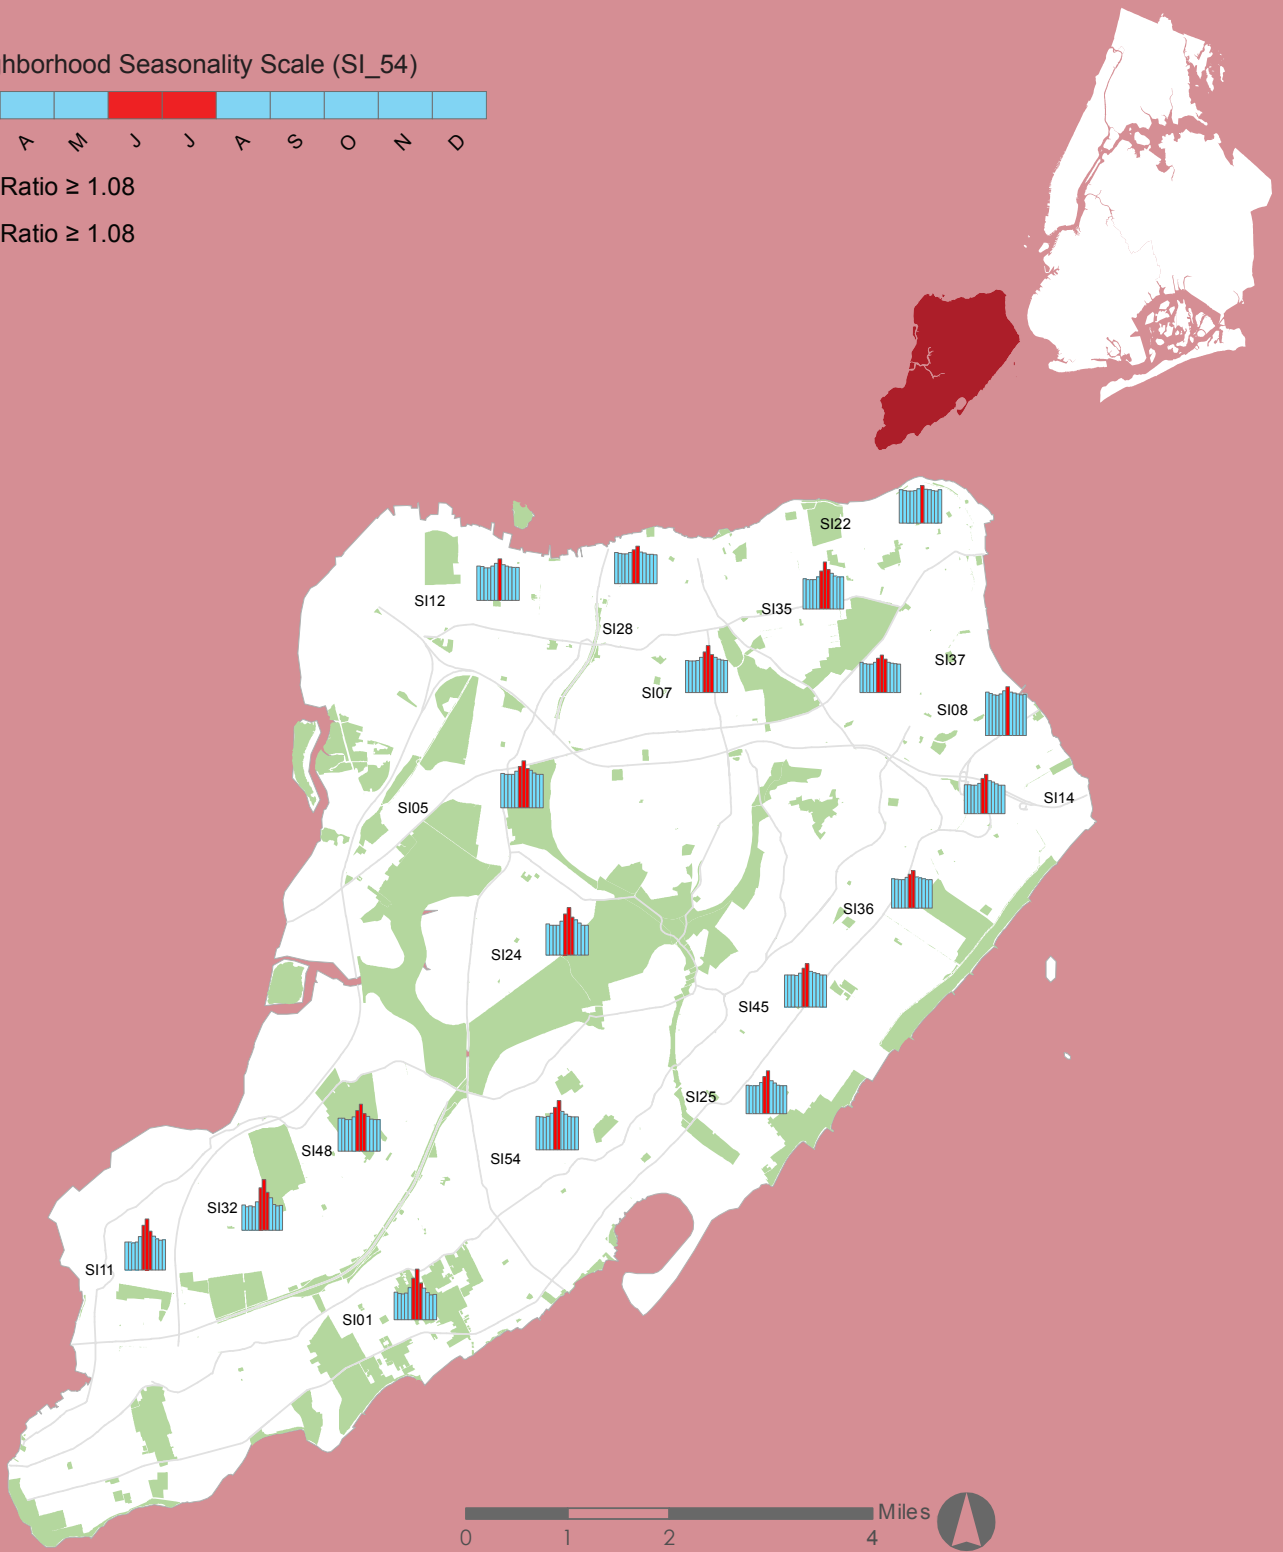 hborhood Seasonality Scale (SI_54)
A M J J A S O N D
Ratio ≥ 1.08
Ratio ≥ 1.08
SI22
SI12
SI35
SI28
SI37
SI07
SI08
SI14
SI05
SI36
SI24
SI45
SI25
SI48
SI54
SI32
SI11
SI01
Miles
0 1 2 4